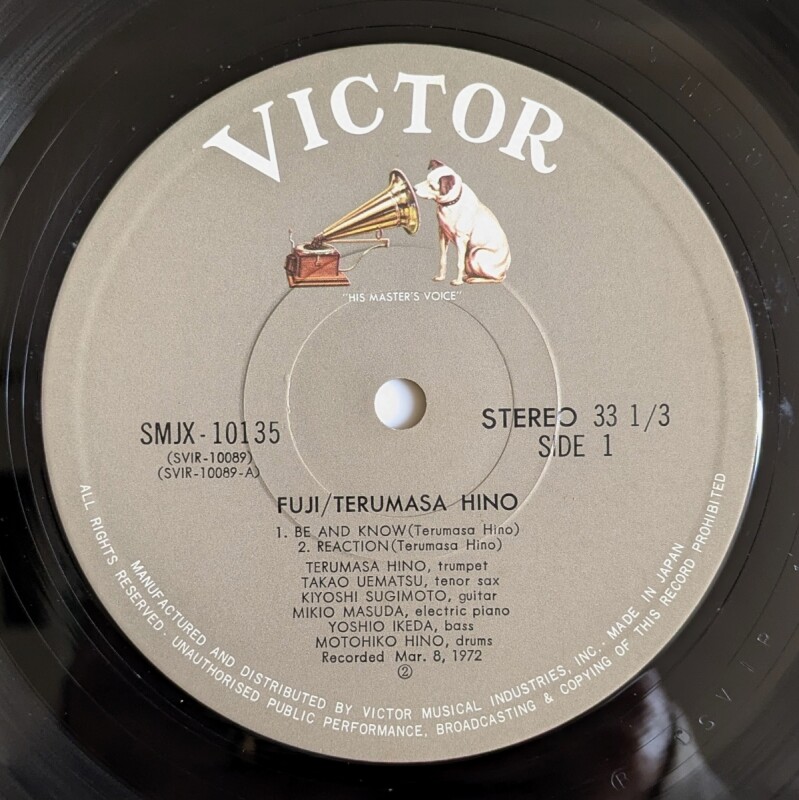 VICTOR
"HIS MASTER'S VOICE"
SMJX-10135
(SVIR-10089)
(SVIR-10089-A)
STEREO 33 1/3
SIDE 1
FUJI/TERUMASA HINO
1. BE AND KNOW(Terumasa Hino)
2. REACTION(Terumasa Hino)
TERUMASA HINO, trumpet
TAKAO UEMATSU, tenor sax
KIYOSHI SUGIMOTO, guitar
MIKIO MASUDA, electric piano
YOSHIO IKEDA, bass
MOTOHIKO HINO, drums
Recorded Mar. 8, 1972
②
MANUFACTURED AND DISTRIBUTED BY VICTOR MUSICAL INDUSTRIES, INC., MADE IN JAPAN
ALL RIGHTS RESERVED. UNAUTHORISED PUBLIC PERFORMANCE, BROADCASTING & COPYING OF THIS RECORD PROHIBITED